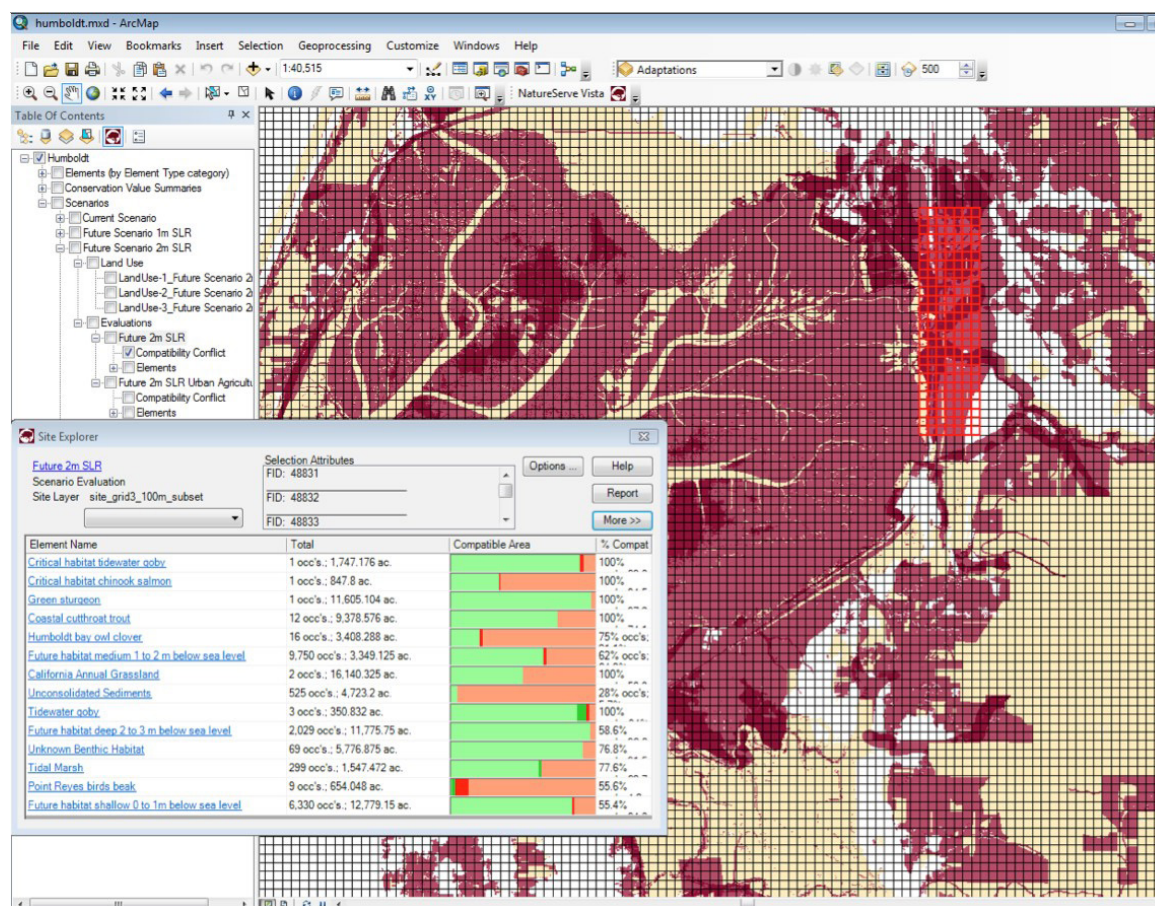 humboldt.mxd - ArcMap
File Edit View Bookmarks Insert Selection Geoprocessing Customize Windows Help
1:40,515 Adaptations 500
NatureServe Vista
Table Of Contents
Humboldt
Elements (by Element Type category)
Conservation Value Summaries
Scenarios
Current Scenario
Future Scenario 1m SLR
Future Scenario 2m SLR
Land Use
LandUse-1_Future Scenario 2
LandUse-2_Future Scenario 2
LandUse-3_Future Scenario 2
Evaluations
Future 2m SLR
Compatibility Conflict
Elements
Future 2m SLR Urban Agricult
Compatibility Conflict
Elements
Site Explorer
Future 2m SLR
Scenario Evaluation
Site Layer site_grid3_100m_subset
Selection Attributes
FID: 48831
FID: 48832
FID: 48833
Options ... Help
Report
More >>
Element Name Total Compatible Area % Compat
Critical habitat tidewater goby 1 occ's.; 1,747.176 ac. 100%
Critical habitat chinook salmon 1 occ's.; 847.8 ac. 100%
Green sturgeon 1 occ's.; 11,605.104 ac. 100%
Coastal cutthroat trout 12 occ's.; 9,378.576 ac. 100%
Humboldt bay owl clover 16 occ's.; 3,408.288 ac. 75% occ's;
Future habitat medium 1 to 2 m below sea level 9,750 occ's.; 3,349.125 ac. 62% occ's;
California Annual Grassland 2 occ's.; 16,140.325 ac. 100%
Unconsolidated Sediments 525 occ's.; 4,723.2 ac. 28% occ's;
Tidewater goby 3 occ's.; 350.832 ac. 100%
Future habitat deep 2 to 3 m below sea level 2,029 occ's.; 11,775.75 ac. 58.6%
Unknown Benthic Habitat 69 occ's.; 5,776.875 ac. 76.8%
Tidal Marsh 299 occ's.; 1,547.472 ac. 77.6%
Point Reyes birds beak 9 occ's.; 654.048 ac. 55.6%
Future habitat shallow 0 to 1m below sea level 6,330 occ's.; 12,779.15 ac. 55.4%